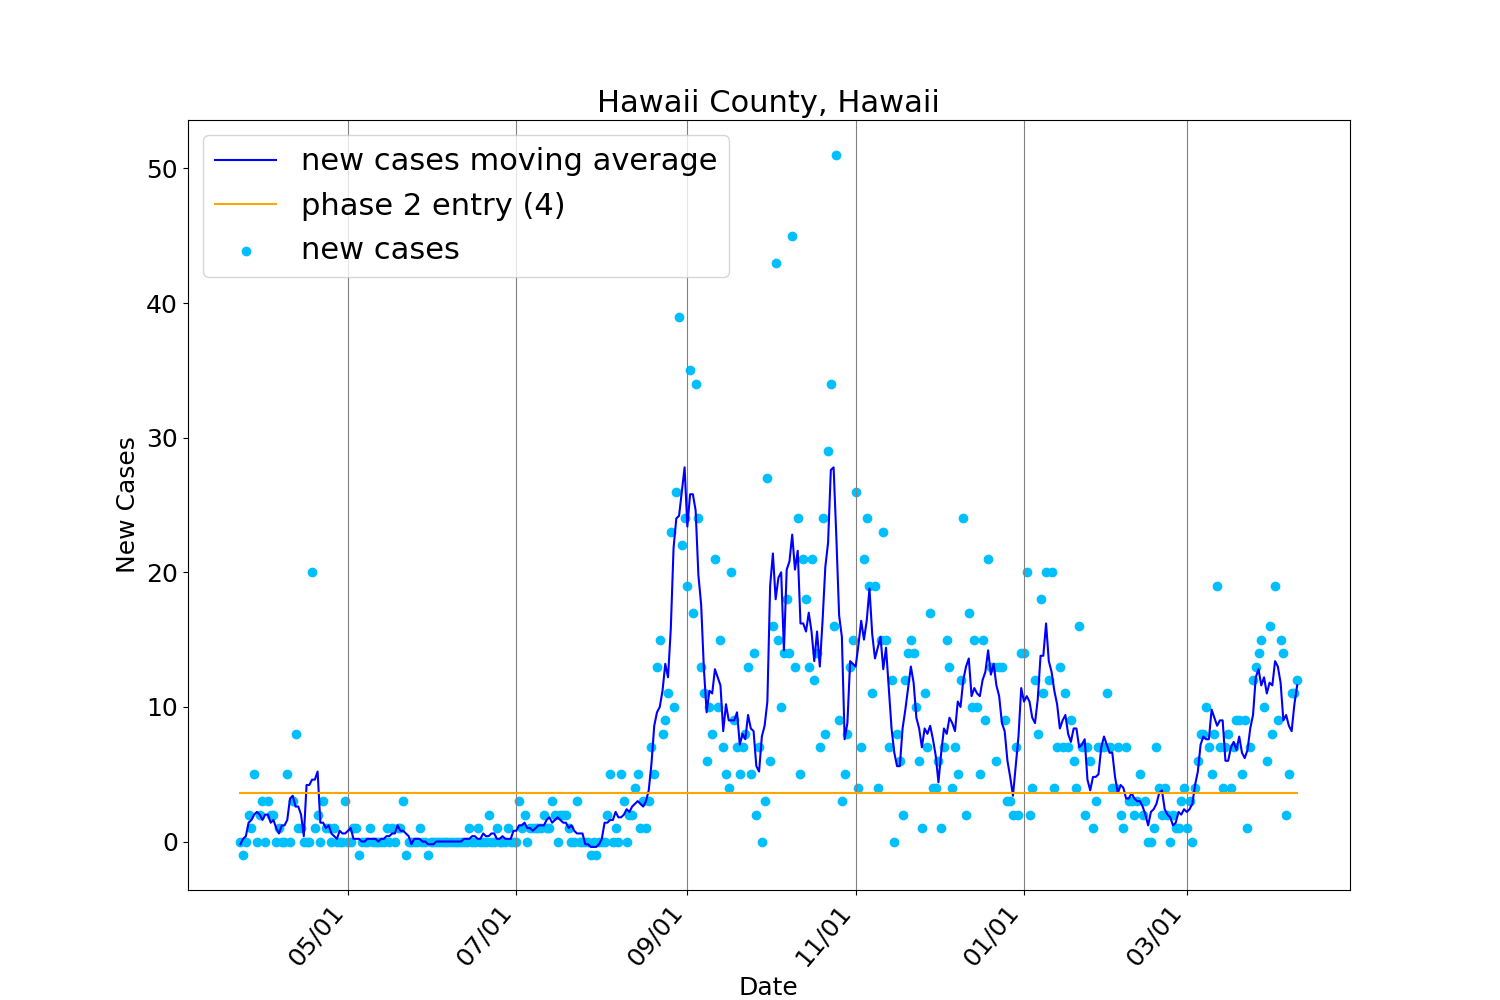 Hawaii County, Hawaii
new cases moving average
phase 2 entry (4)
new cases
50
40
30
20
10
0
New Cases
05/01
07/01
09/01
11/01
01/01
03/01
Date